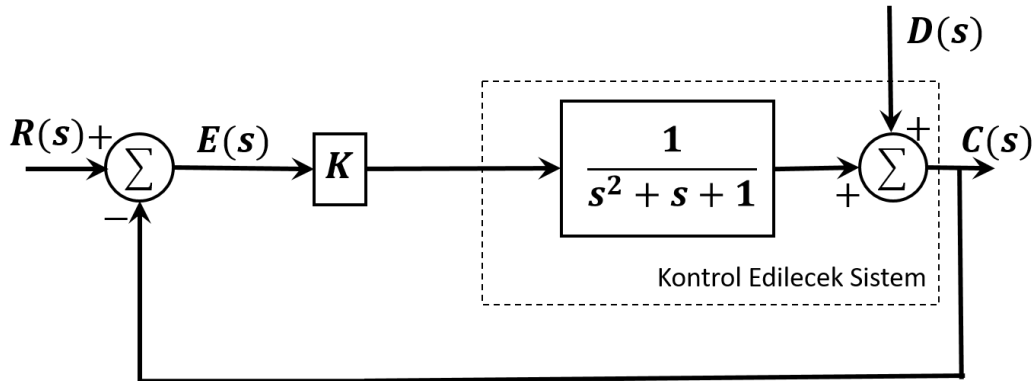 D(s)
R(s) + Σ E(s) K 1 + Σ C(s)
s² + s + 1 +
−
Kontrol Edilecek Sistem